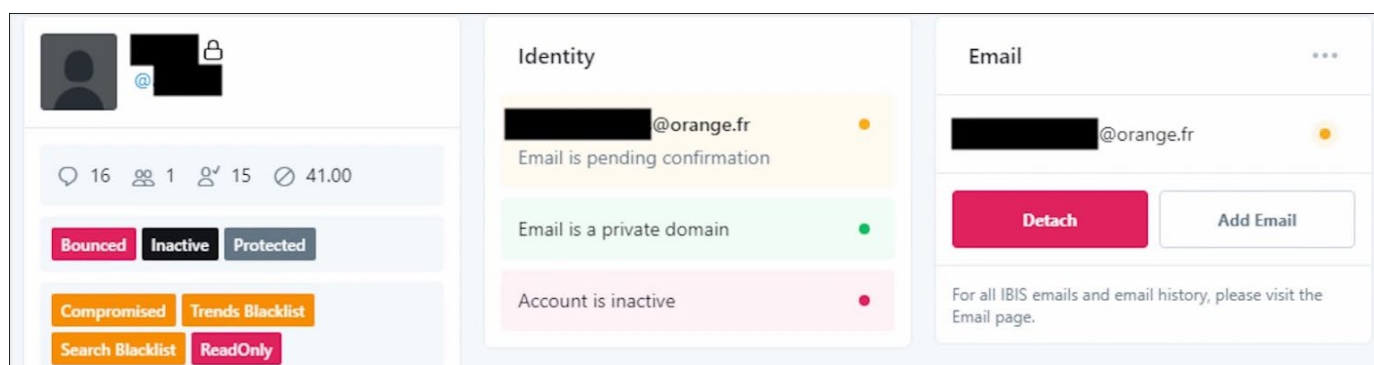 @
16 1 15 41.00
Bounced Inactive Protected
Compromised Trends Blacklist
Search Blacklist ReadOnly
Identity
@orange.fr
Email is pending confirmation
Email is a private domain
Account is inactive
Email
@orange.fr
Detach Add Email
For all IBIS emails and email history, please visit the
Email page.